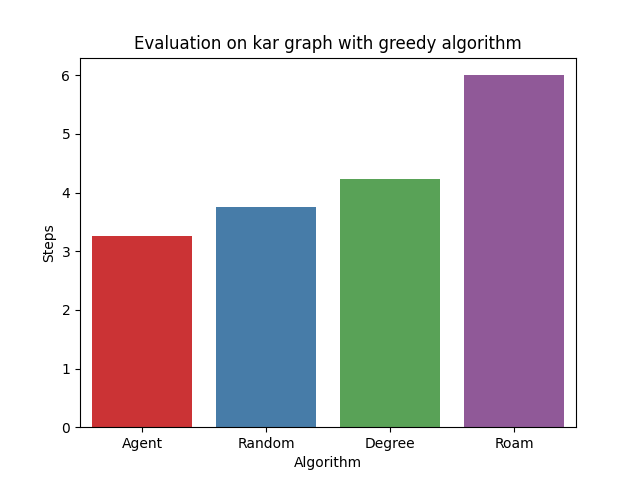 Evaluation on kar graph with greedy algorithm
6
5
4
3
2
1
0
Steps
Agent Random Degree Roam
Algorithm